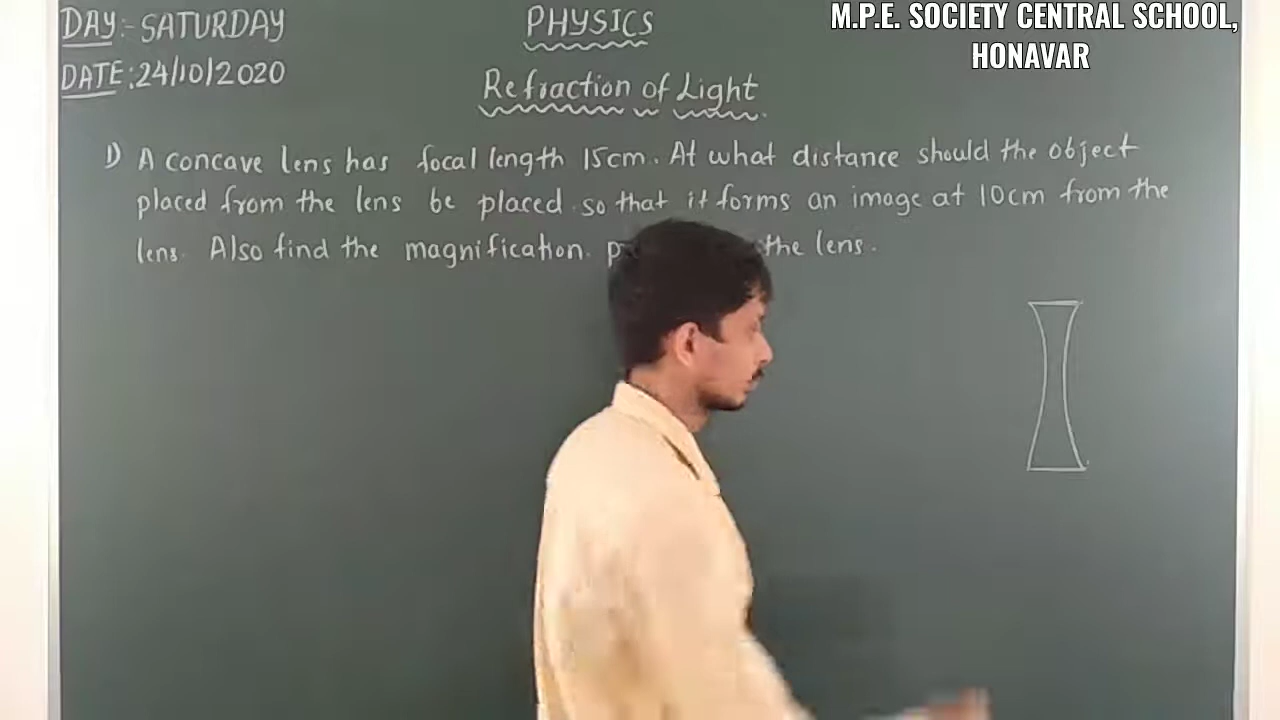 DAY:- SATURDAY
DATE: 24/10/2020
PHYSICS
M.P.E. SOCIETY CENTRAL SCHOOL,
HONAVAR
Refraction of Light
1) A concave lens has focal length 15cm. At what distance should the object
placed from the lens be placed so that it forms an image at 10cm from the
lens. Also find the magnification the lens.